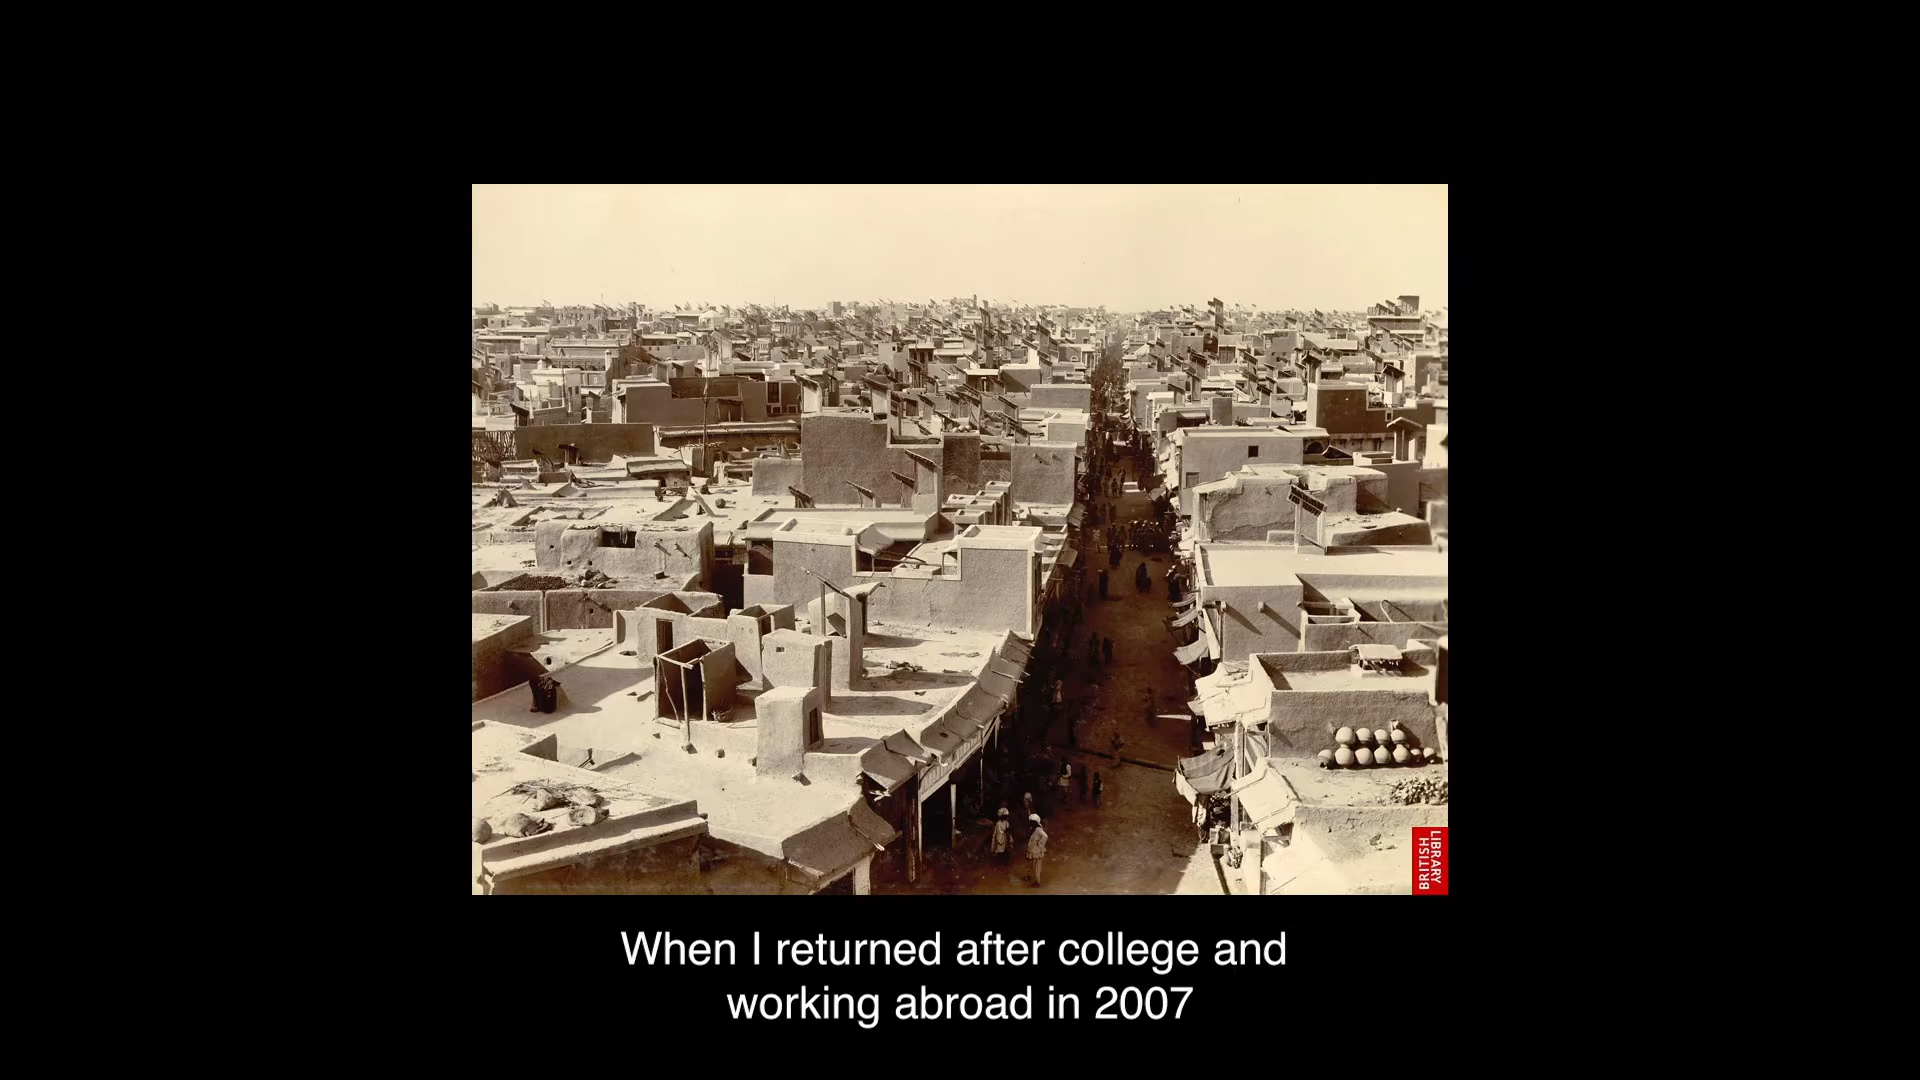 BRITISH
LIBRARY
When I returned after college and
working abroad in 2007